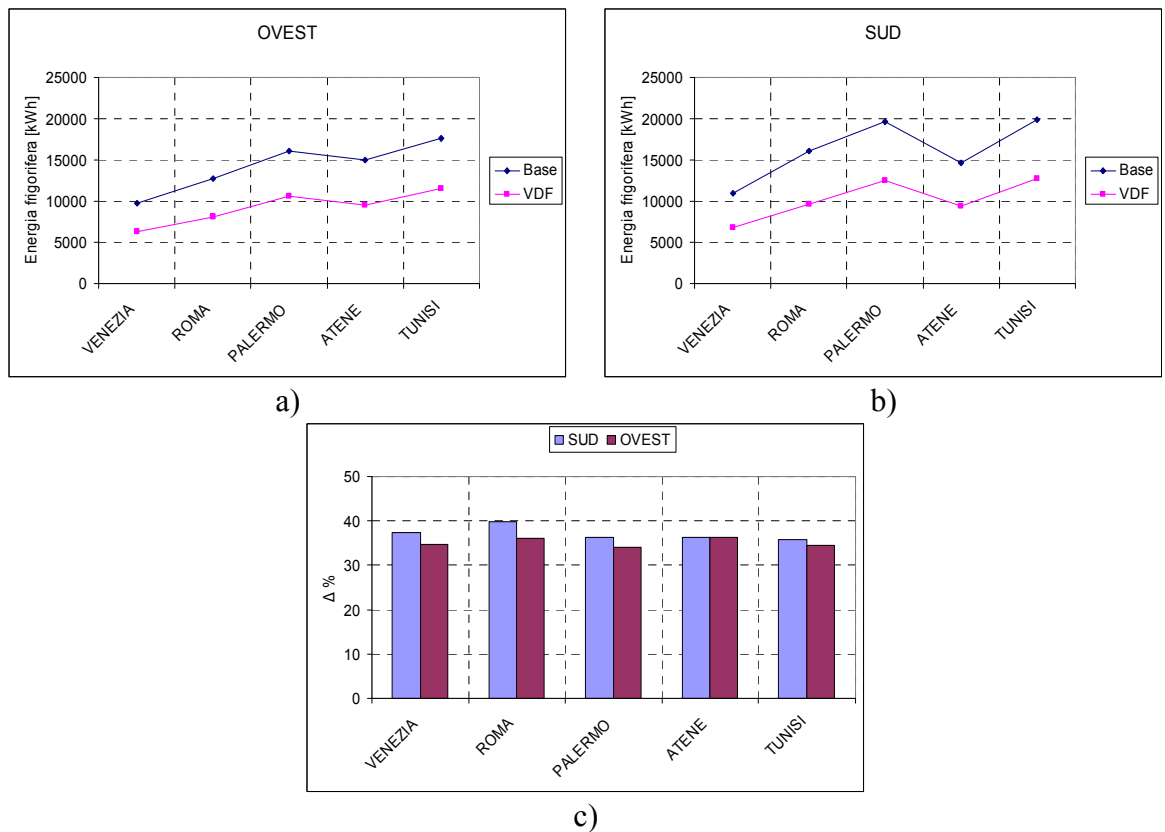 OVEST
Energia frigorifera [kWh]
25000
20000
15000
10000
5000
0
VENEZIA
ROMA
PALERMO
ATENE
TUNISI
Base
VDF
a)
SUD
Energia frigorifera [kWh]
25000
20000
15000
10000
5000
0
VENEZIA
ROMA
PALERMO
ATENE
TUNISI
Base
VDF
b)
SUD OVEST
Δ %
50
40
30
20
10
0
VENEZIA
ROMA
PALERMO
ATENE
TUNISI
c)